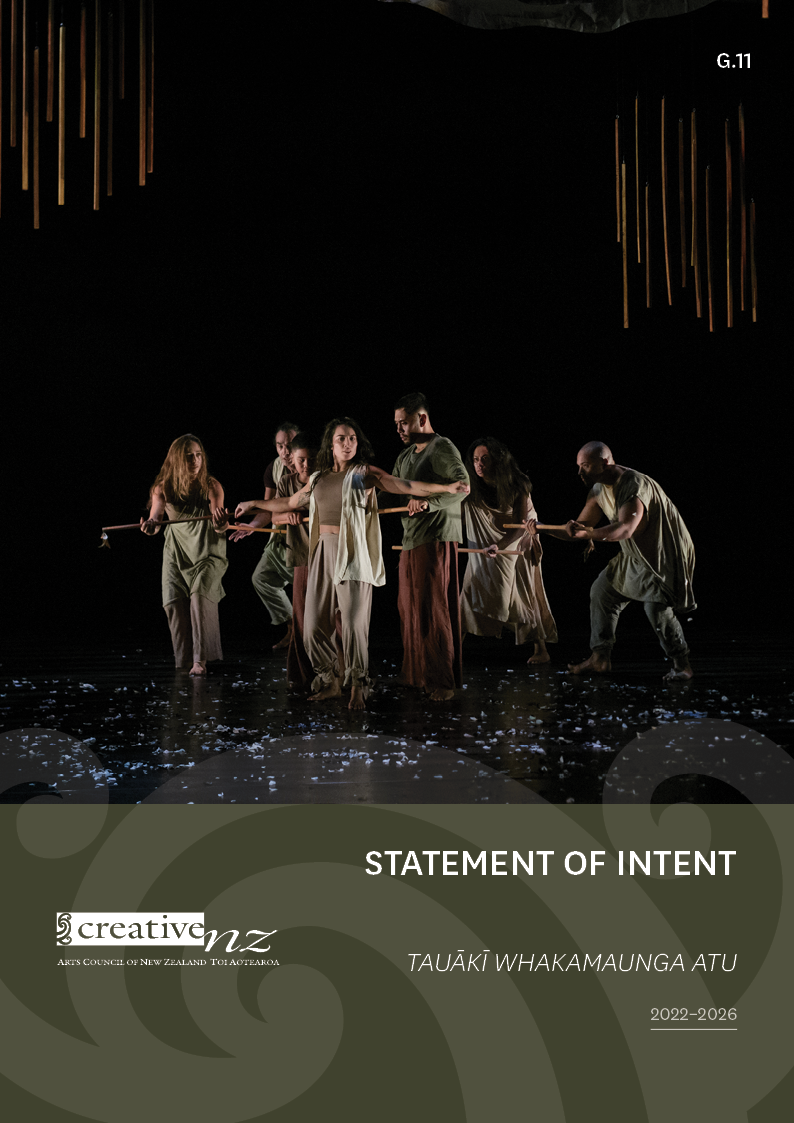 G.11
STATEMENT OF INTENT
creative nz
ARTS COUNCIL OF NEW ZEALAND TOI AOTEAROA
TAUĀKĪ WHAKAMAUNGA ATU
2022–2026